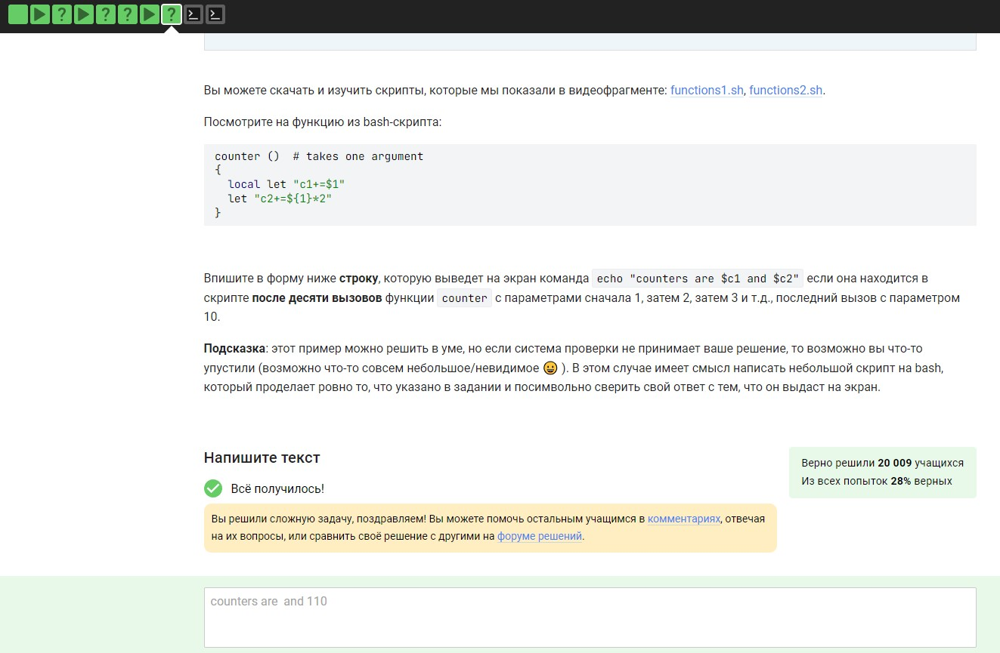 Вы можете скачать и изучить скрипты, которые мы показали в видеофрагменте: functions1.sh, functions2.sh.
Посмотрите на функцию из bash-скрипта:
counter ()  # takes one argument
{
  local let "c1+=$1"
  let "c2+=${1}*2"
}
Впишите в форму ниже строку, которую выведет на экран команда echo "counters are $c1 and $c2" если она находится в
скрипте после десяти вызовов функции counter с параметрами сначала 1, затем 2, затем 3 и т.д., последний вызов с параметром
10.
Подсказка: этот пример можно решить в уме, но если система проверки не принимает ваше решение, то возможно вы что-то
упустили (возможно что-то совсем небольшое/невидимое 😀 ). В этом случае имеет смысл написать небольшой скрипт на bash,
который проделает ровно то, что указано в задании и посимвольно сверить свой ответ с тем, что он выдаст на экран.
Напишите текст
Верно решили 20 009 учащихся
Из всех попыток 28% верных
Всё получилось!
Вы решили сложную задачу, поздравляем! Вы можете помочь остальным учащимся в комментариях, отвечая
на их вопросы, или сравнить своё решение с другими на форуме решений.
counters are  and 110